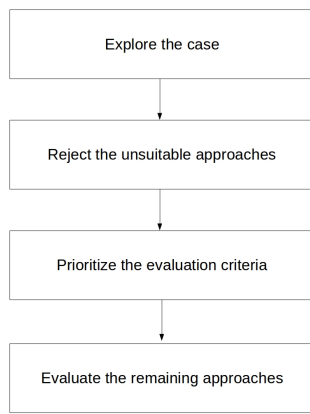 Explore the case
Reject the unsuitable approaches
Prioritize the evaluation criteria
Evaluate the remaining approaches